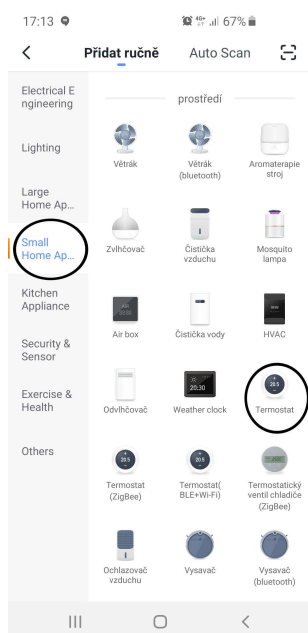 17:13
4G+
67%
Přidat ručně
Auto Scan
Electrical E
ngineering
Lighting
Large
Home Ap...
Small
Home Ap...
Kitchen
Appliance
Security &
Sensor
Exercise &
Health
Others
prostředí
Větrák
Větrák
(bluetooth)
Aromaterapie
stroj
Zvlhčovač
Čistička
vzduchu
Mosquito
lampa
Air box
Čistička vody
HVAC
20:30
20.5
Odvlhčovač
Weather clock
Termostat
20.5
20.5
Termostat
(ZigBee)
Termostat(
BLE+Wi-Fi)
Termostatický
ventil chladiče
(ZigBee)
Ochlazovač
vzduchu
Vysavač
Vysavač
(bluetooth)